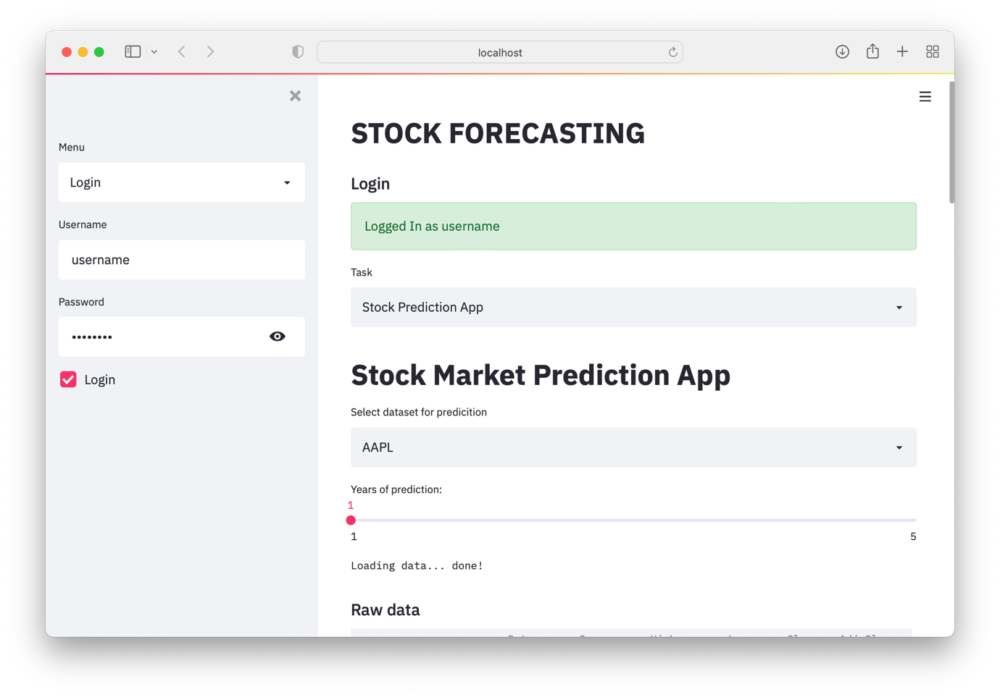 localhost
Menu
Login
Username
username
Password
••••••••
Login
STOCK FORECASTING
Login
Logged In as username
Task
Stock Prediction App
Stock Market Prediction App
Select dataset for predicition
AAPL
Years of prediction:
1
1 5
Loading data... done!
Raw data